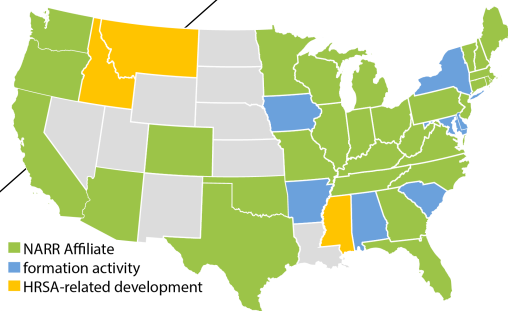 NARR Affiliate
formation activity
HRSA-related development